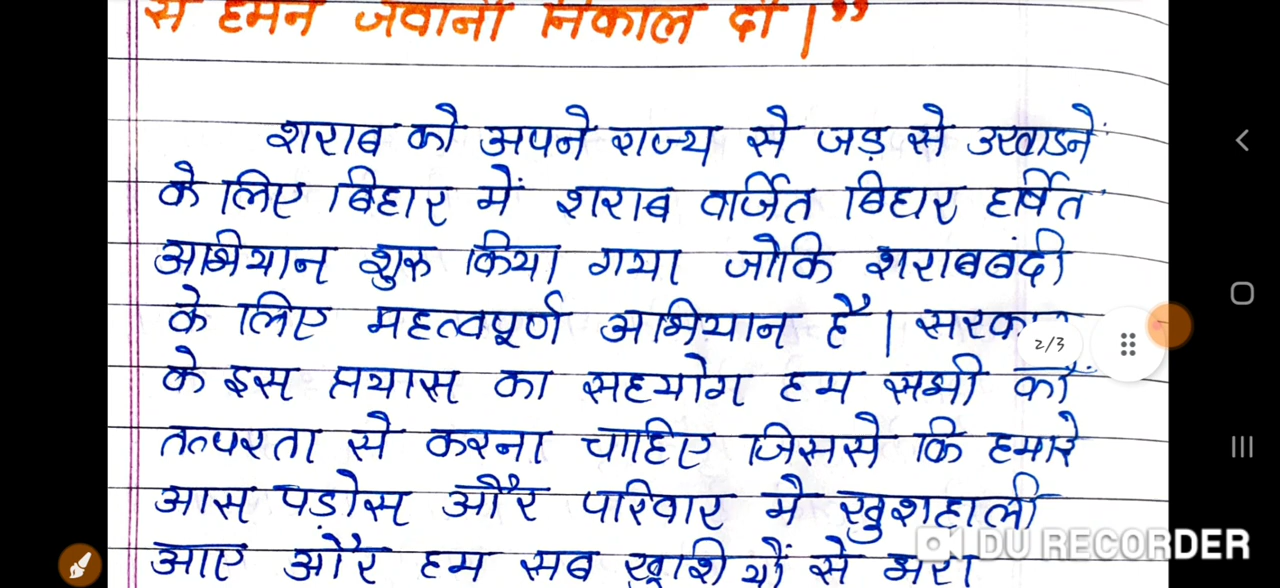 से हमने जवानी निकाल दी।”
शराब को अपने राज्य से जड़ से उखाडने
के लिए बिहार में शराब वर्जित बिहार हर्षित
अभियान शुरु किया गया जोकि शराबबंदी
के लिए महत्वपूर्ण अभियान है।
2/3
के इस प्रयास का सहयोग हम सभी को
तत्परता से करना चाहिए जिससे कि हमारे
आस पड़ोस और परिवार मे खुशहाली
DU RECORDER
आए और हम सब खुशियों से भरा